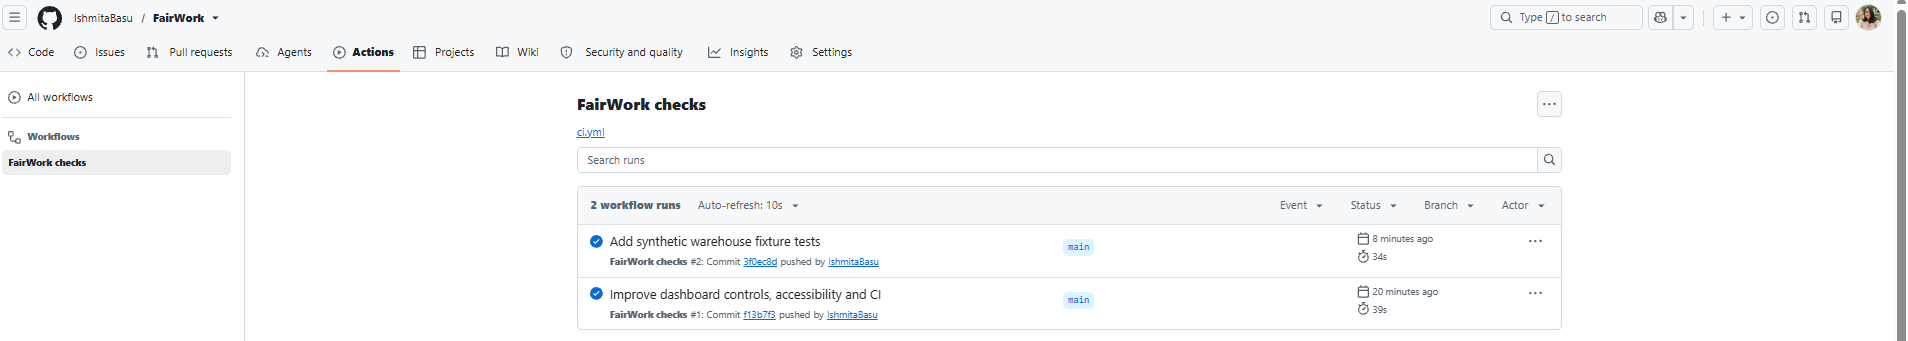 IshmitaBasu / FairWork
Type / to search
Code Issues Pull requests Agents Actions Projects Wiki Security and quality Insights Settings
All workflows
Workflows
FairWork checks
FairWork checks
ci.yml
Search runs
2 workflow runs Auto-refresh: 10s Event Status Branch Actor
Add synthetic warehouse fixture tests main 8 minutes ago
FairWork checks #2: Commit 3f0ec8d pushed by IshmitaBasu 34s
Improve dashboard controls, accessibility and CI main 20 minutes ago
FairWork checks #1: Commit f13b7f3 pushed by IshmitaBasu 39s